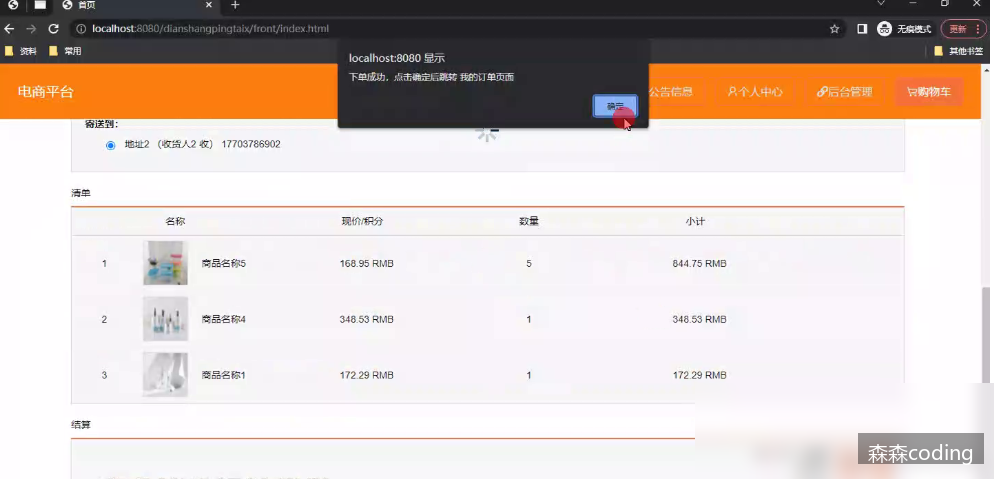 首页
localhost:8080/dianshangpingtaix/front/index.html
无痕模式
更新
资料
常用
其他书签
localhost:8080 显示
下单成功，点击确定后跳转 我的订单页面
确定
电商平台
公告信息
个人中心
后台管理
购物车
寄送到:
地址2 （收货人2 收） 17703786902
清单
名称 现价/积分 数量 小计
1 商品名称5 168.95 RMB 5 844.75 RMB
2 商品名称4 348.53 RMB 1 348.53 RMB
3 商品名称1 172.29 RMB 1 172.29 RMB
结算
森森coding